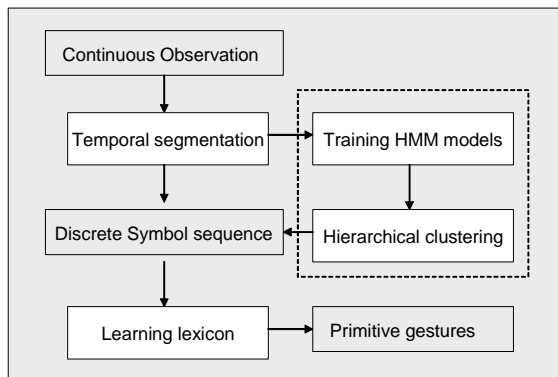 Continuous Observation
Temporal segmentation
Training HMM models
Discrete Symbol sequence
Hierarchical clustering
Learning lexicon
Primitive gestures